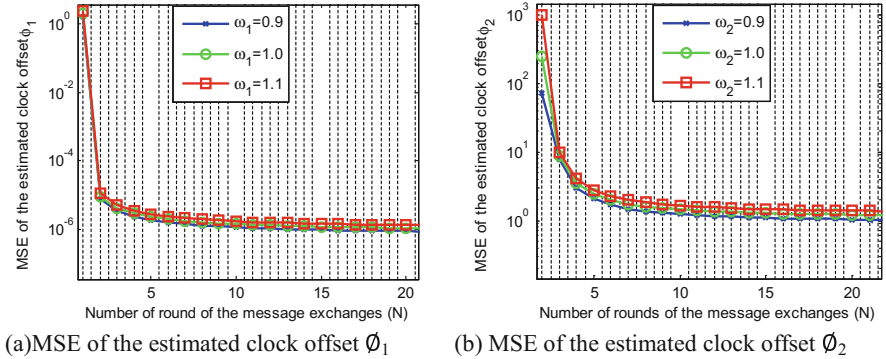 MSE of the estimated clock offset ϕ1
10^0
10^-2
10^-4
10^-6
ω1=0.9
ω1=1.0
ω1=1.1
5 10 15 20
Number of round of the message exchanges (N)
(a)MSE of the estimated clock offset Ø1
MSE of the estimated clock offset ϕ2
10^3
10^2
10^1
10^0
ω2=0.9
ω2=1.0
ω2=1.1
5 10 15 20
Number of rounds of the message exchanges (N)
(b) MSE of the estimated clock offset Ø2